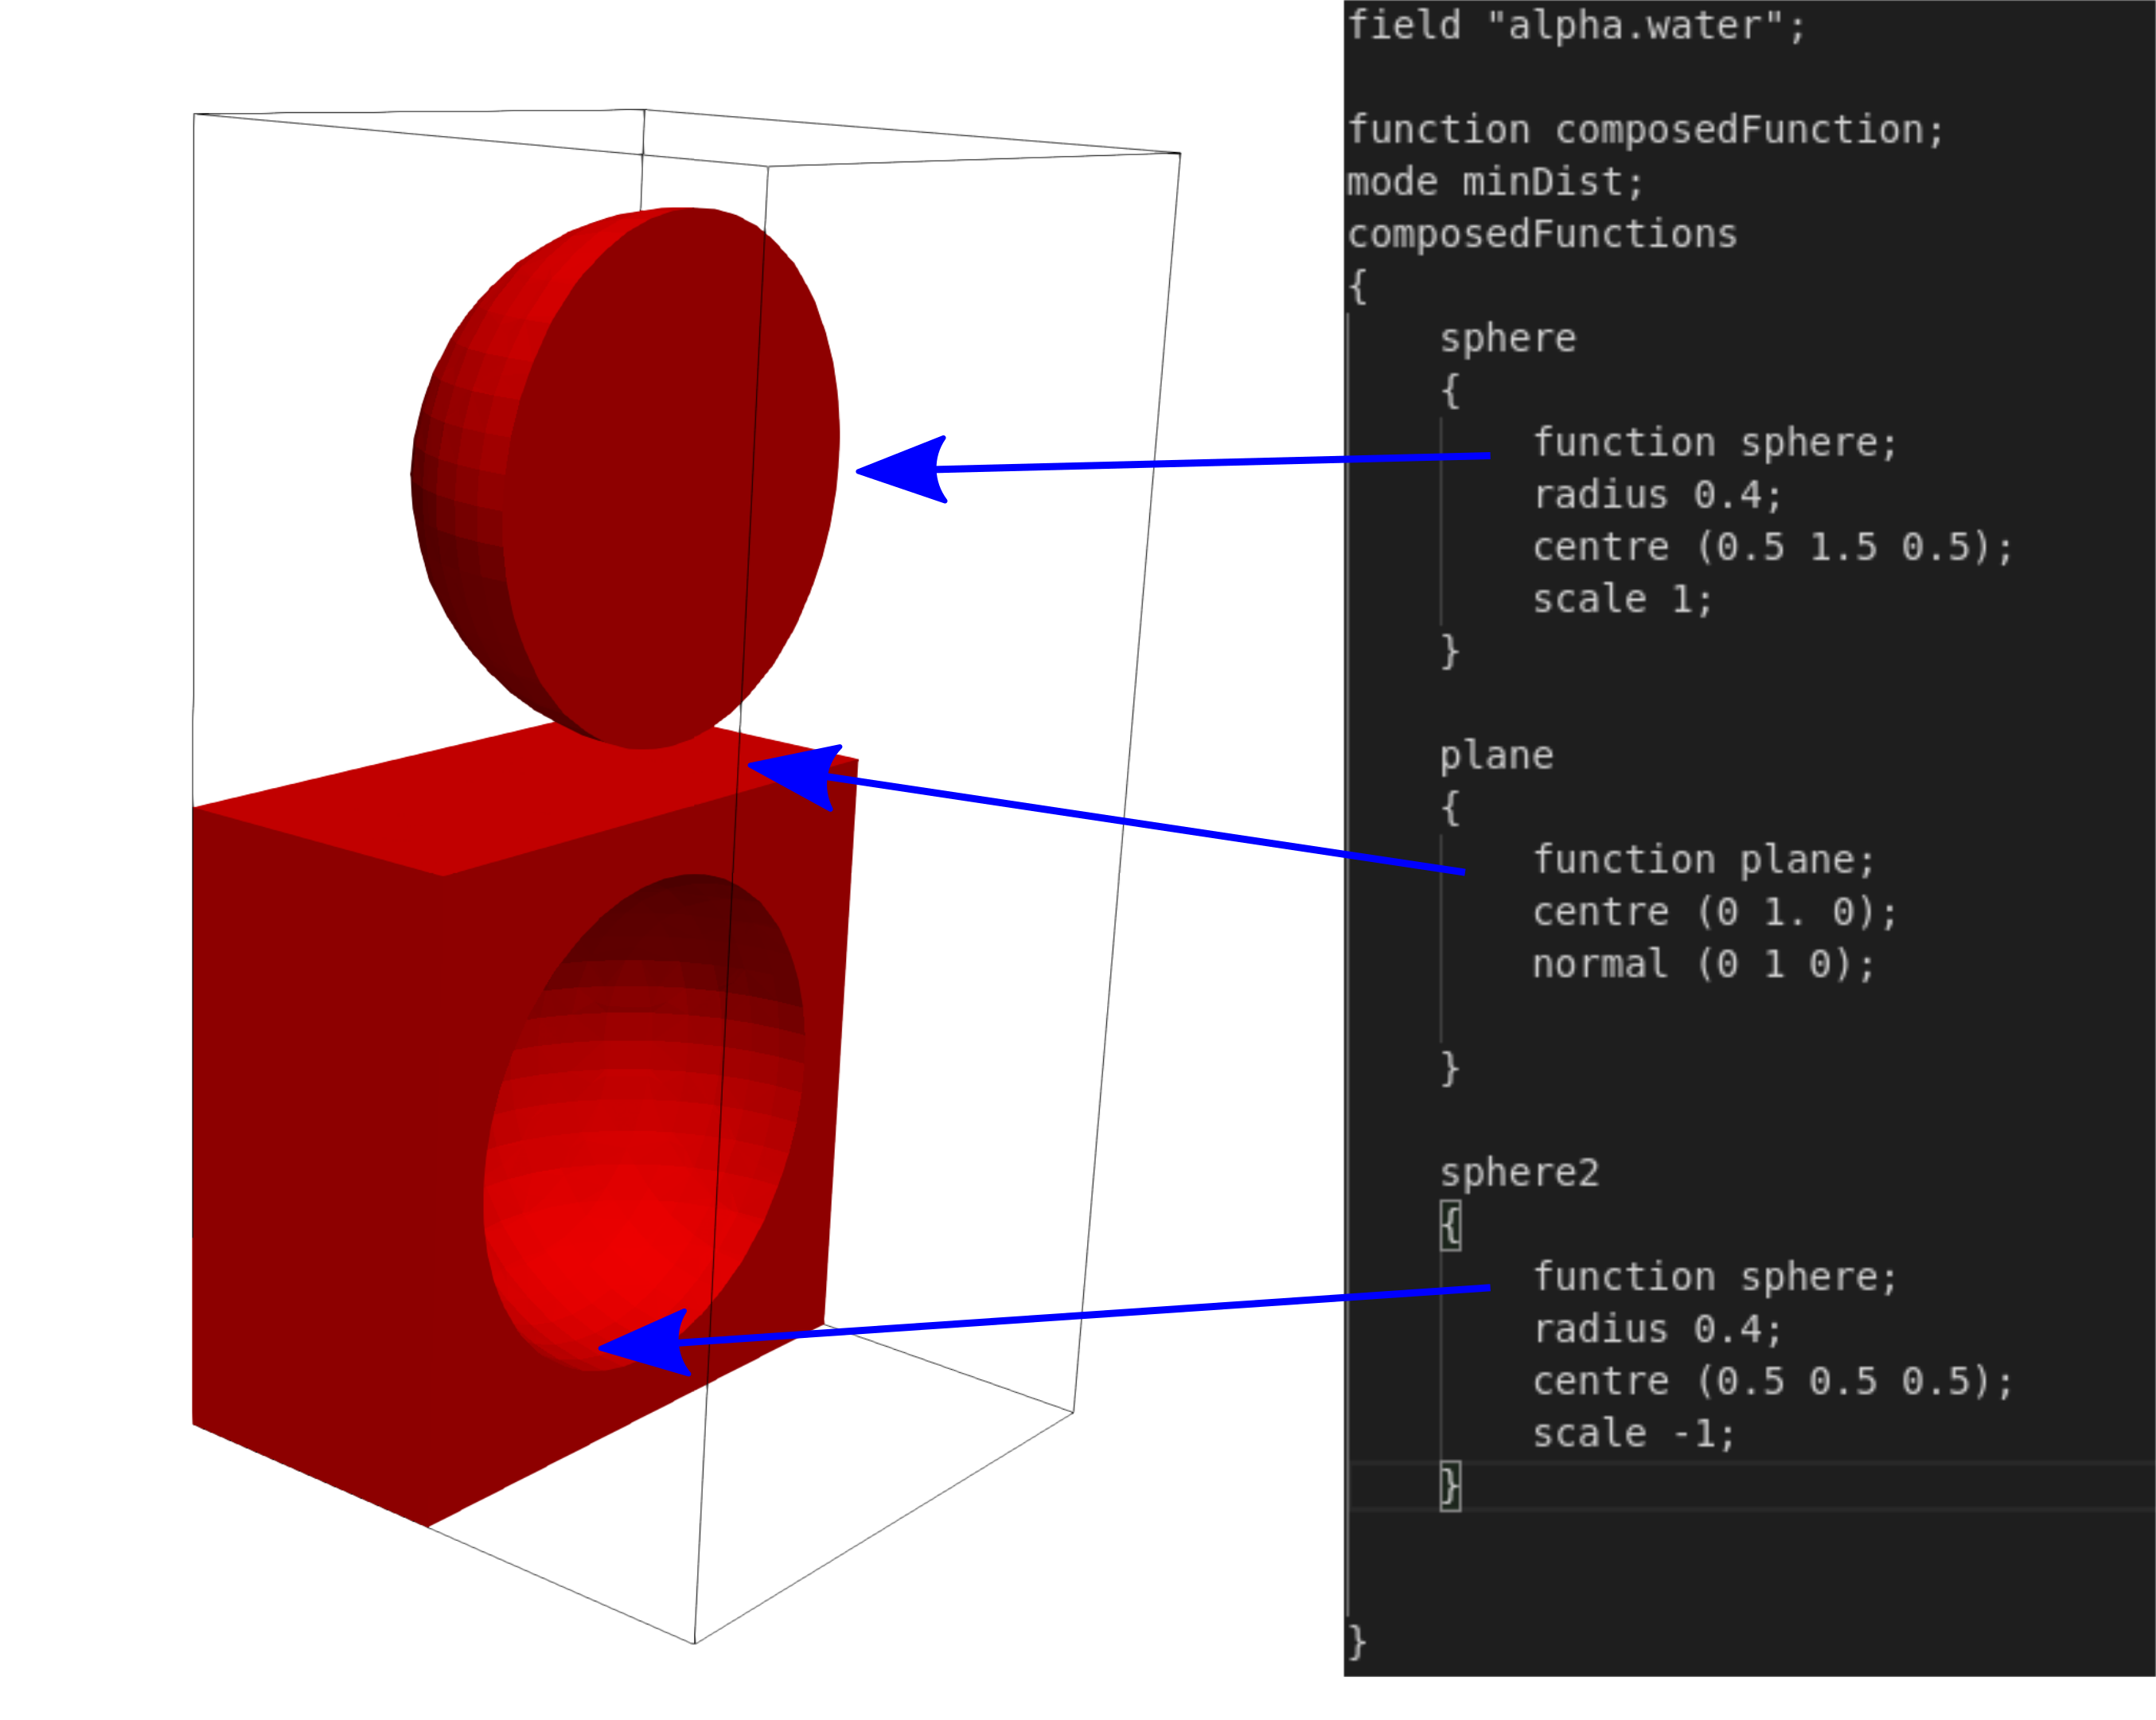 field "alpha.water";
function composedFunction;
mode minDist;
composedFunctions
{
sphere
{
function sphere;
radius 0.4;
centre (0.5 1.5 0.5);
scale 1;
}
plane
{
function plane;
centre (0 1. 0);
normal (0 1 0);
}
sphere2
{
function sphere;
radius 0.4;
centre (0.5 0.5 0.5);
scale -1;
}
}